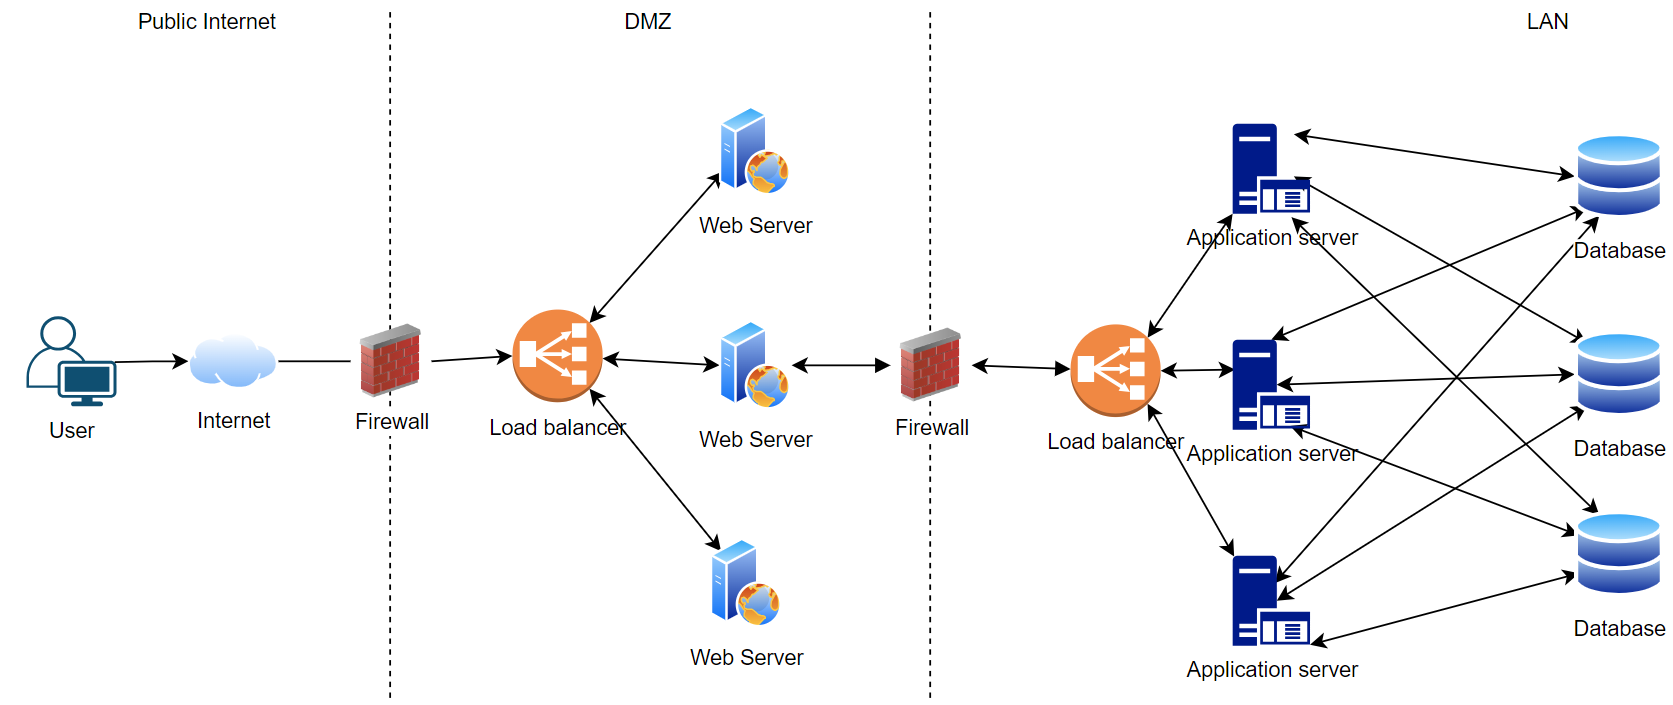 Public Internet
DMZ
LAN
Web Server
Application server
Database
User
Internet
Firewall
Load balancer
Web Server
Firewall
Load balancer
Application server
Database
Web Server
Application server
Database